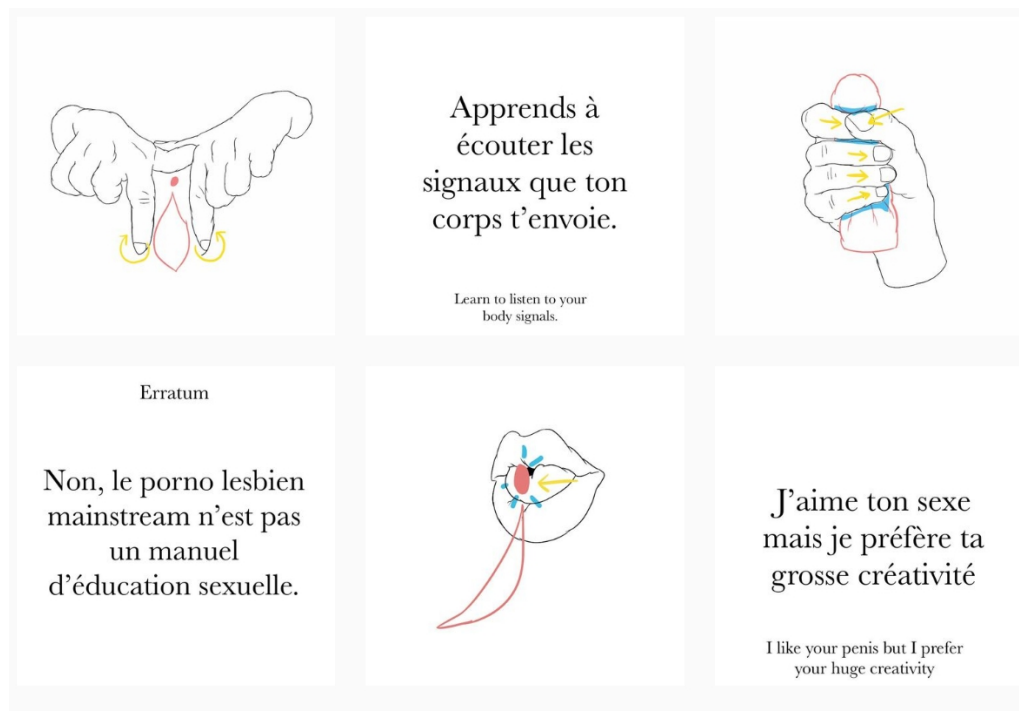 Apprends à
écouter les
signaux que ton
corps t’envoie.
Learn to listen to your
body signals.
Erratum
Non, le porno lesbien
mainstream n’est pas
un manuel
d’éducation sexuelle.
J’aime ton sexe
mais je préfère ta
grosse créativité
I like your penis but I prefer
your huge creativity